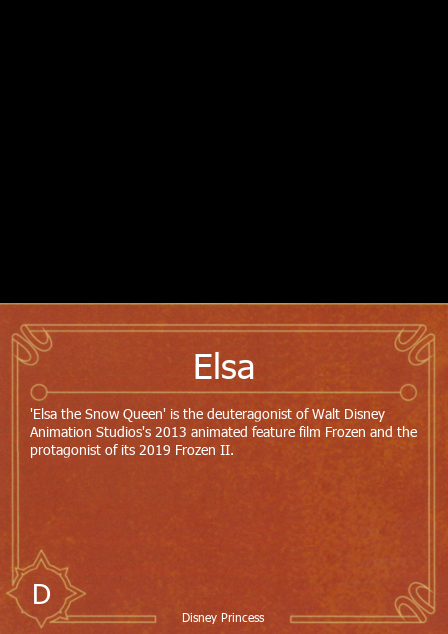 Elsa
'Elsa the Snow Queen' is the deuteragonist of Walt Disney
Animation Studios's 2013 animated feature film Frozen and the
protagonist of its 2019 Frozen II.
D
Disney Princess